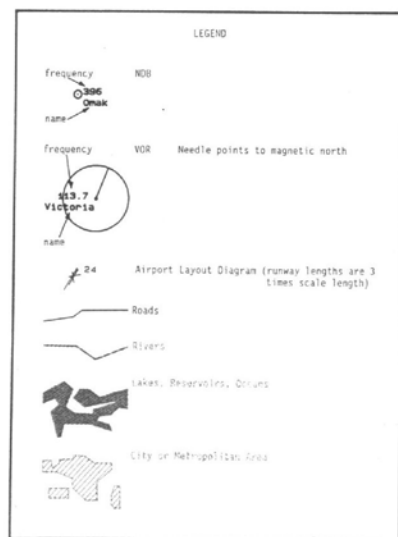 LEGEND
frequency NDB
396
Omak
name
frequency VOR Needle points to magnetic north
113.7
Victoria
name
24 Airport Layout Diagram (runway lengths are 3
times scale length)
Roads
Rivers
Lakes, Reservoirs, Oceans
City or Metropolitan Area